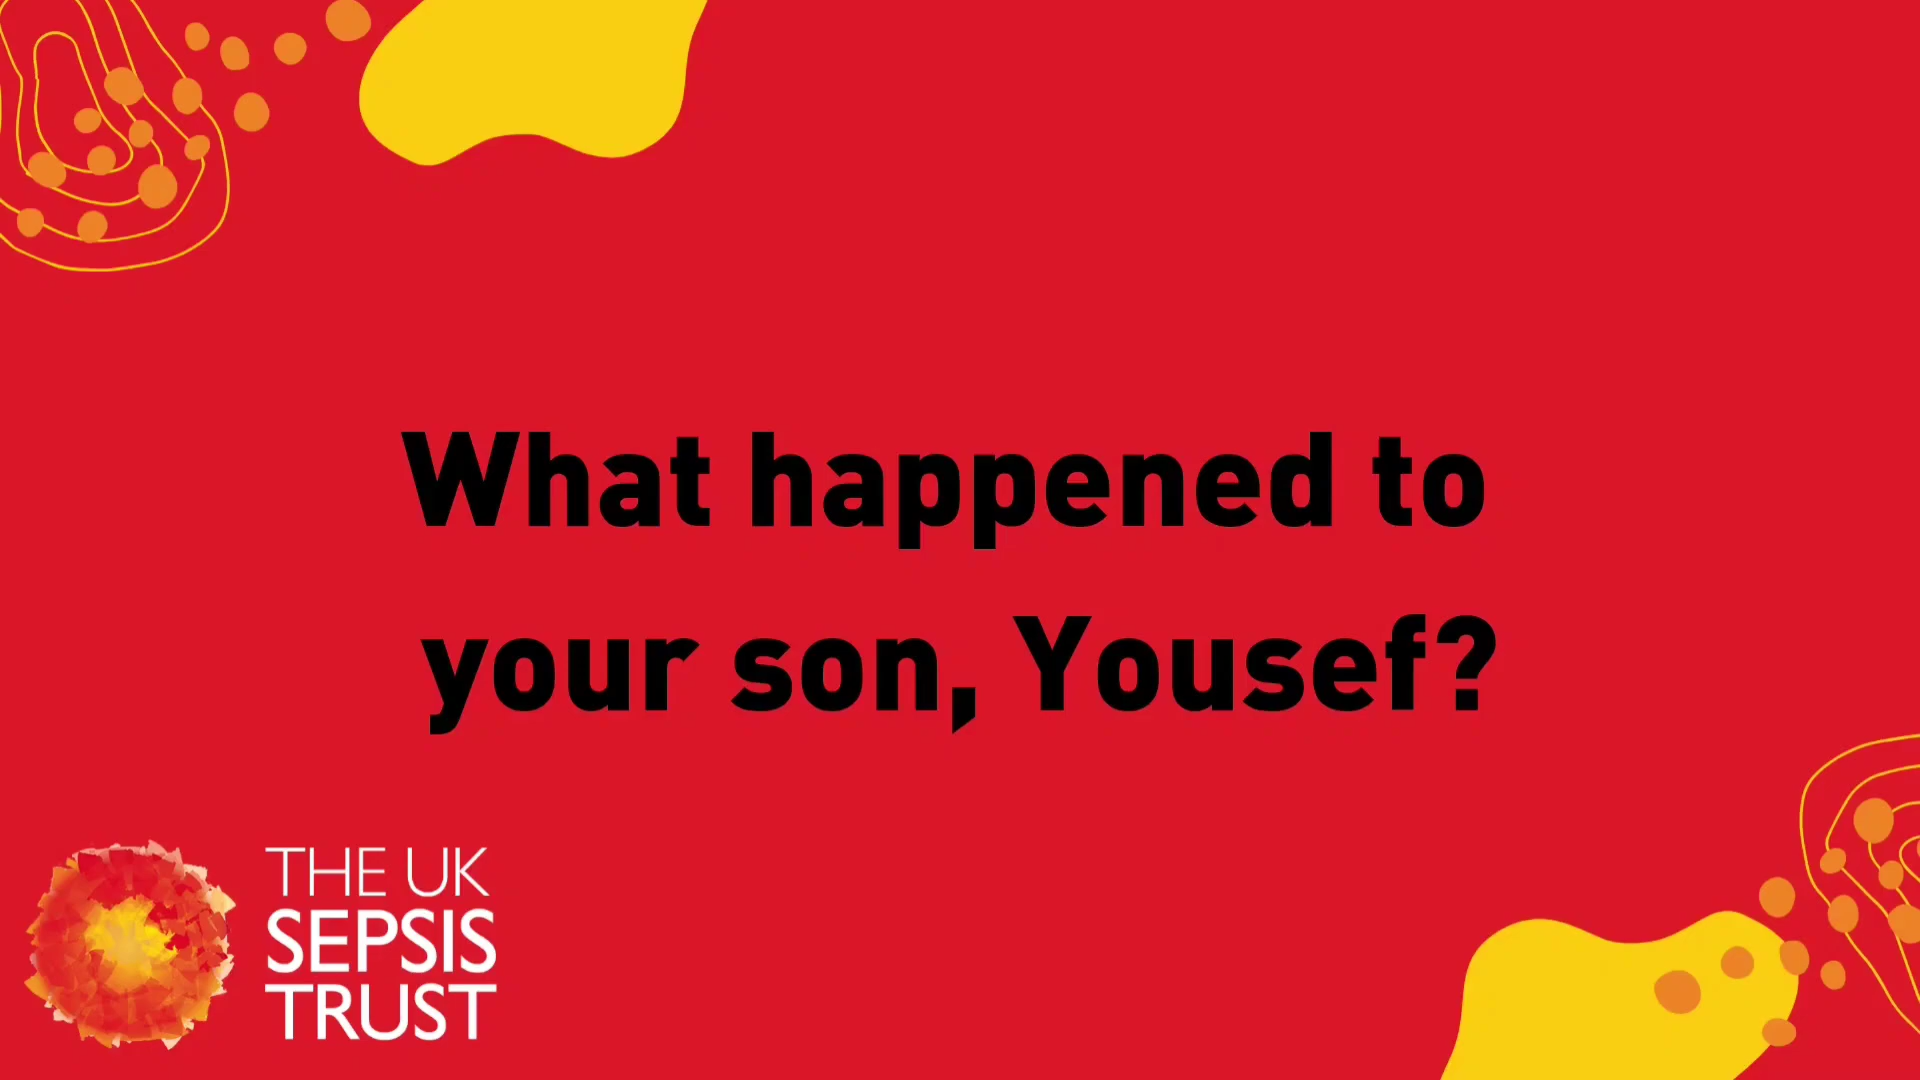 What happened to
your son, Yousef?
THE UK
SEPSIS
TRUST